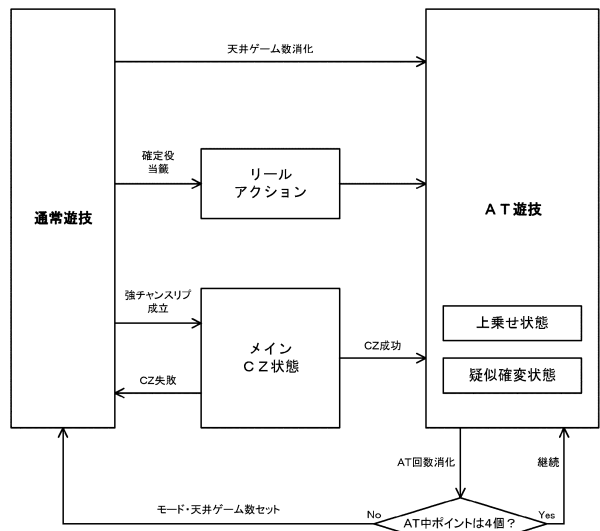 天井ゲーム数消化
確定役
当籤
リール
アクション
通常遊技
AT遊技
強チャンスリプ
成立
メイン
CZ状態
上乗せ状態
CZ成功
疑似確変状態
CZ失敗
AT回数消化
継続
モード・天井ゲーム数セット
No
AT中ポイントは4個？
Yes